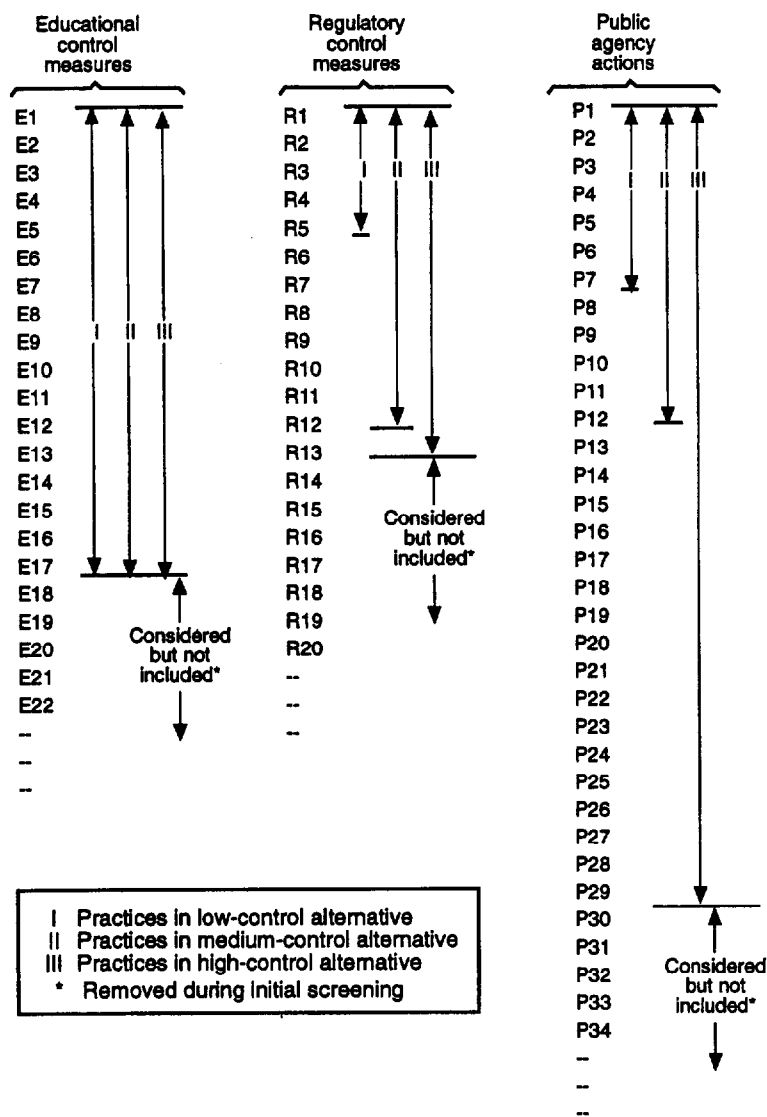 Educational
control
measures
E1
E2
E3
E4
E5
E6
E7
E8
E9
E10
E11
E12
E13
E14
E15
E16
E17
E18
E19
E20
E21
E22
--
--
--
I
II
III
Considered
but not
included*
Regulatory
control
measures
R1
R2
R3
R4
R5
R6
R7
R8
R9
R10
R11
R12
R13
R14
R15
R16
R17
R18
R19
R20
--
--
--
I
II
III
Considered
but not
included*
Public
agency
actions
P1
P2
P3
P4
P5
P6
P7
P8
P9
P10
P11
P12
P13
P14
P15
P16
P17
P18
P19
P20
P21
P22
P23
P24
P25
P26
P27
P28
P29
P30
P31
P32
P33
P34
--
--
--
I
II
III
Considered
but not
included*
I Practices in low-control alternative
II Practices in medium-control alternative
III Practices in high-control alternative
* Removed during initial screening